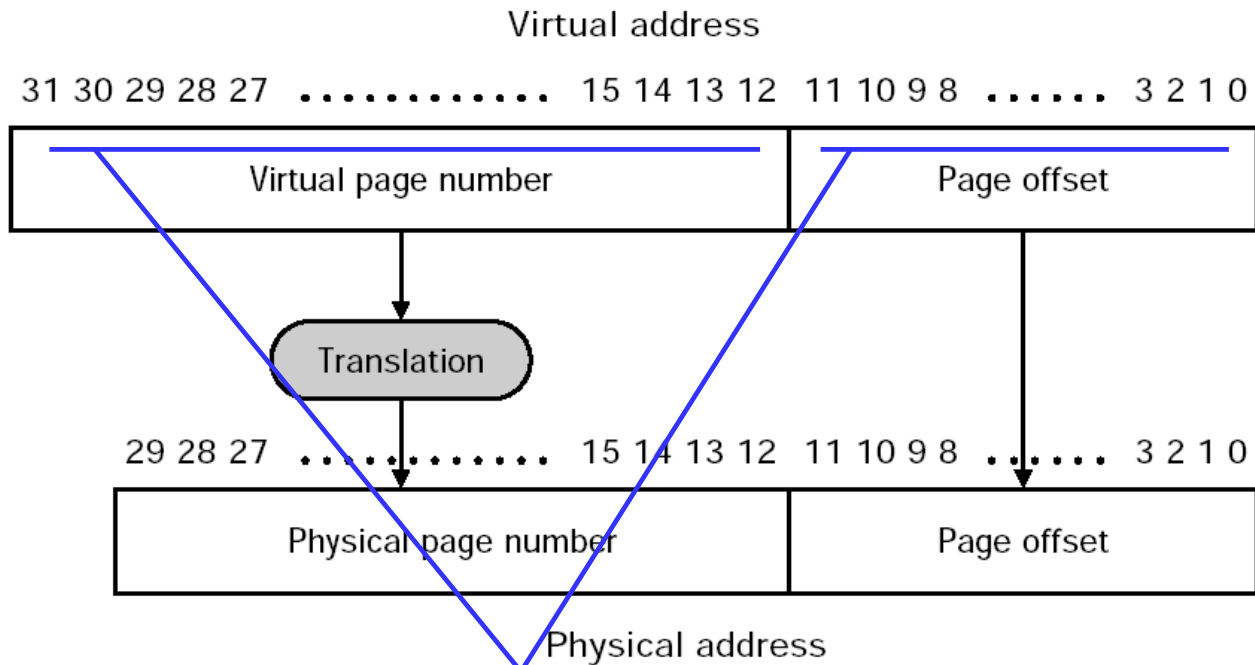 Virtual address
31 30 29 28 27 ............ 15 14 13 12 11 10 9 8 ...... 3 2 1 0
Virtual page number Page offset
Translation
29 28 27 ............ 15 14 13 12 11 10 9 8 ...... 3 2 1 0
Physical page number Page offset
Physical address